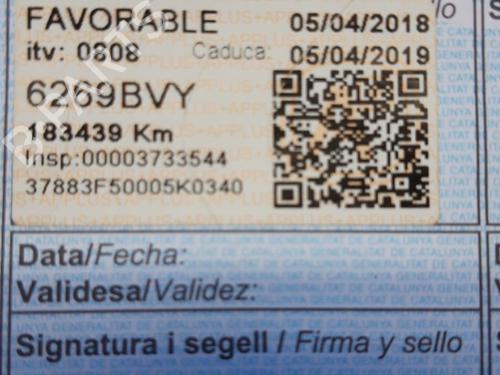 FAVORABLE 05/04/2018
itv: 0808 Caduca: 05/04/2019
6269BVY
183439 Km
Insp:00003733544
37883F50005K0340
Data/Fecha:
Validesa/Validez:
Signatura i segell / Firma y sello